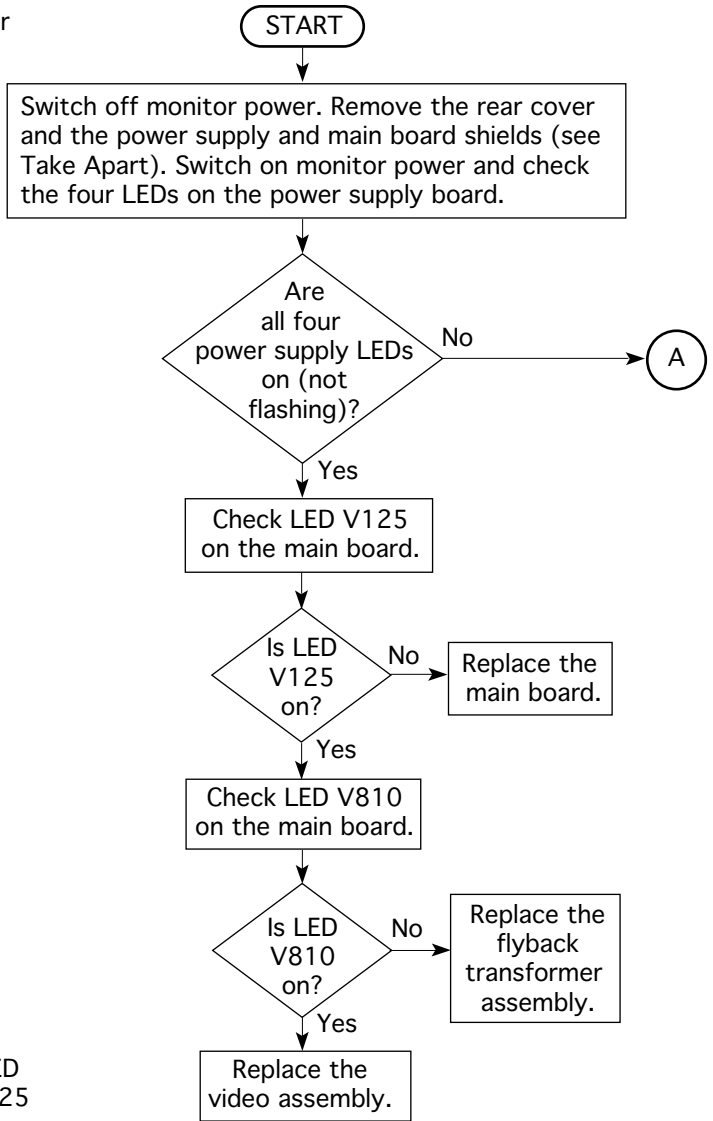 r
START
Switch off monitor power. Remove the rear cover
and the power supply and main board shields (see
Take Apart). Switch on monitor power and check
the four LEDs on the power supply board.
Are
all four
power supply LEDs
on (not
flashing)?
No
A
Yes
Check LED V125
on the main board.
Is LED
V125
on?
No
Replace the
main board.
Yes
Check LED V810
on the main board.
Is LED
V810
on?
No
Replace the
flyback
transformer
assembly.
Yes
Replace the
video assembly.
ED
25